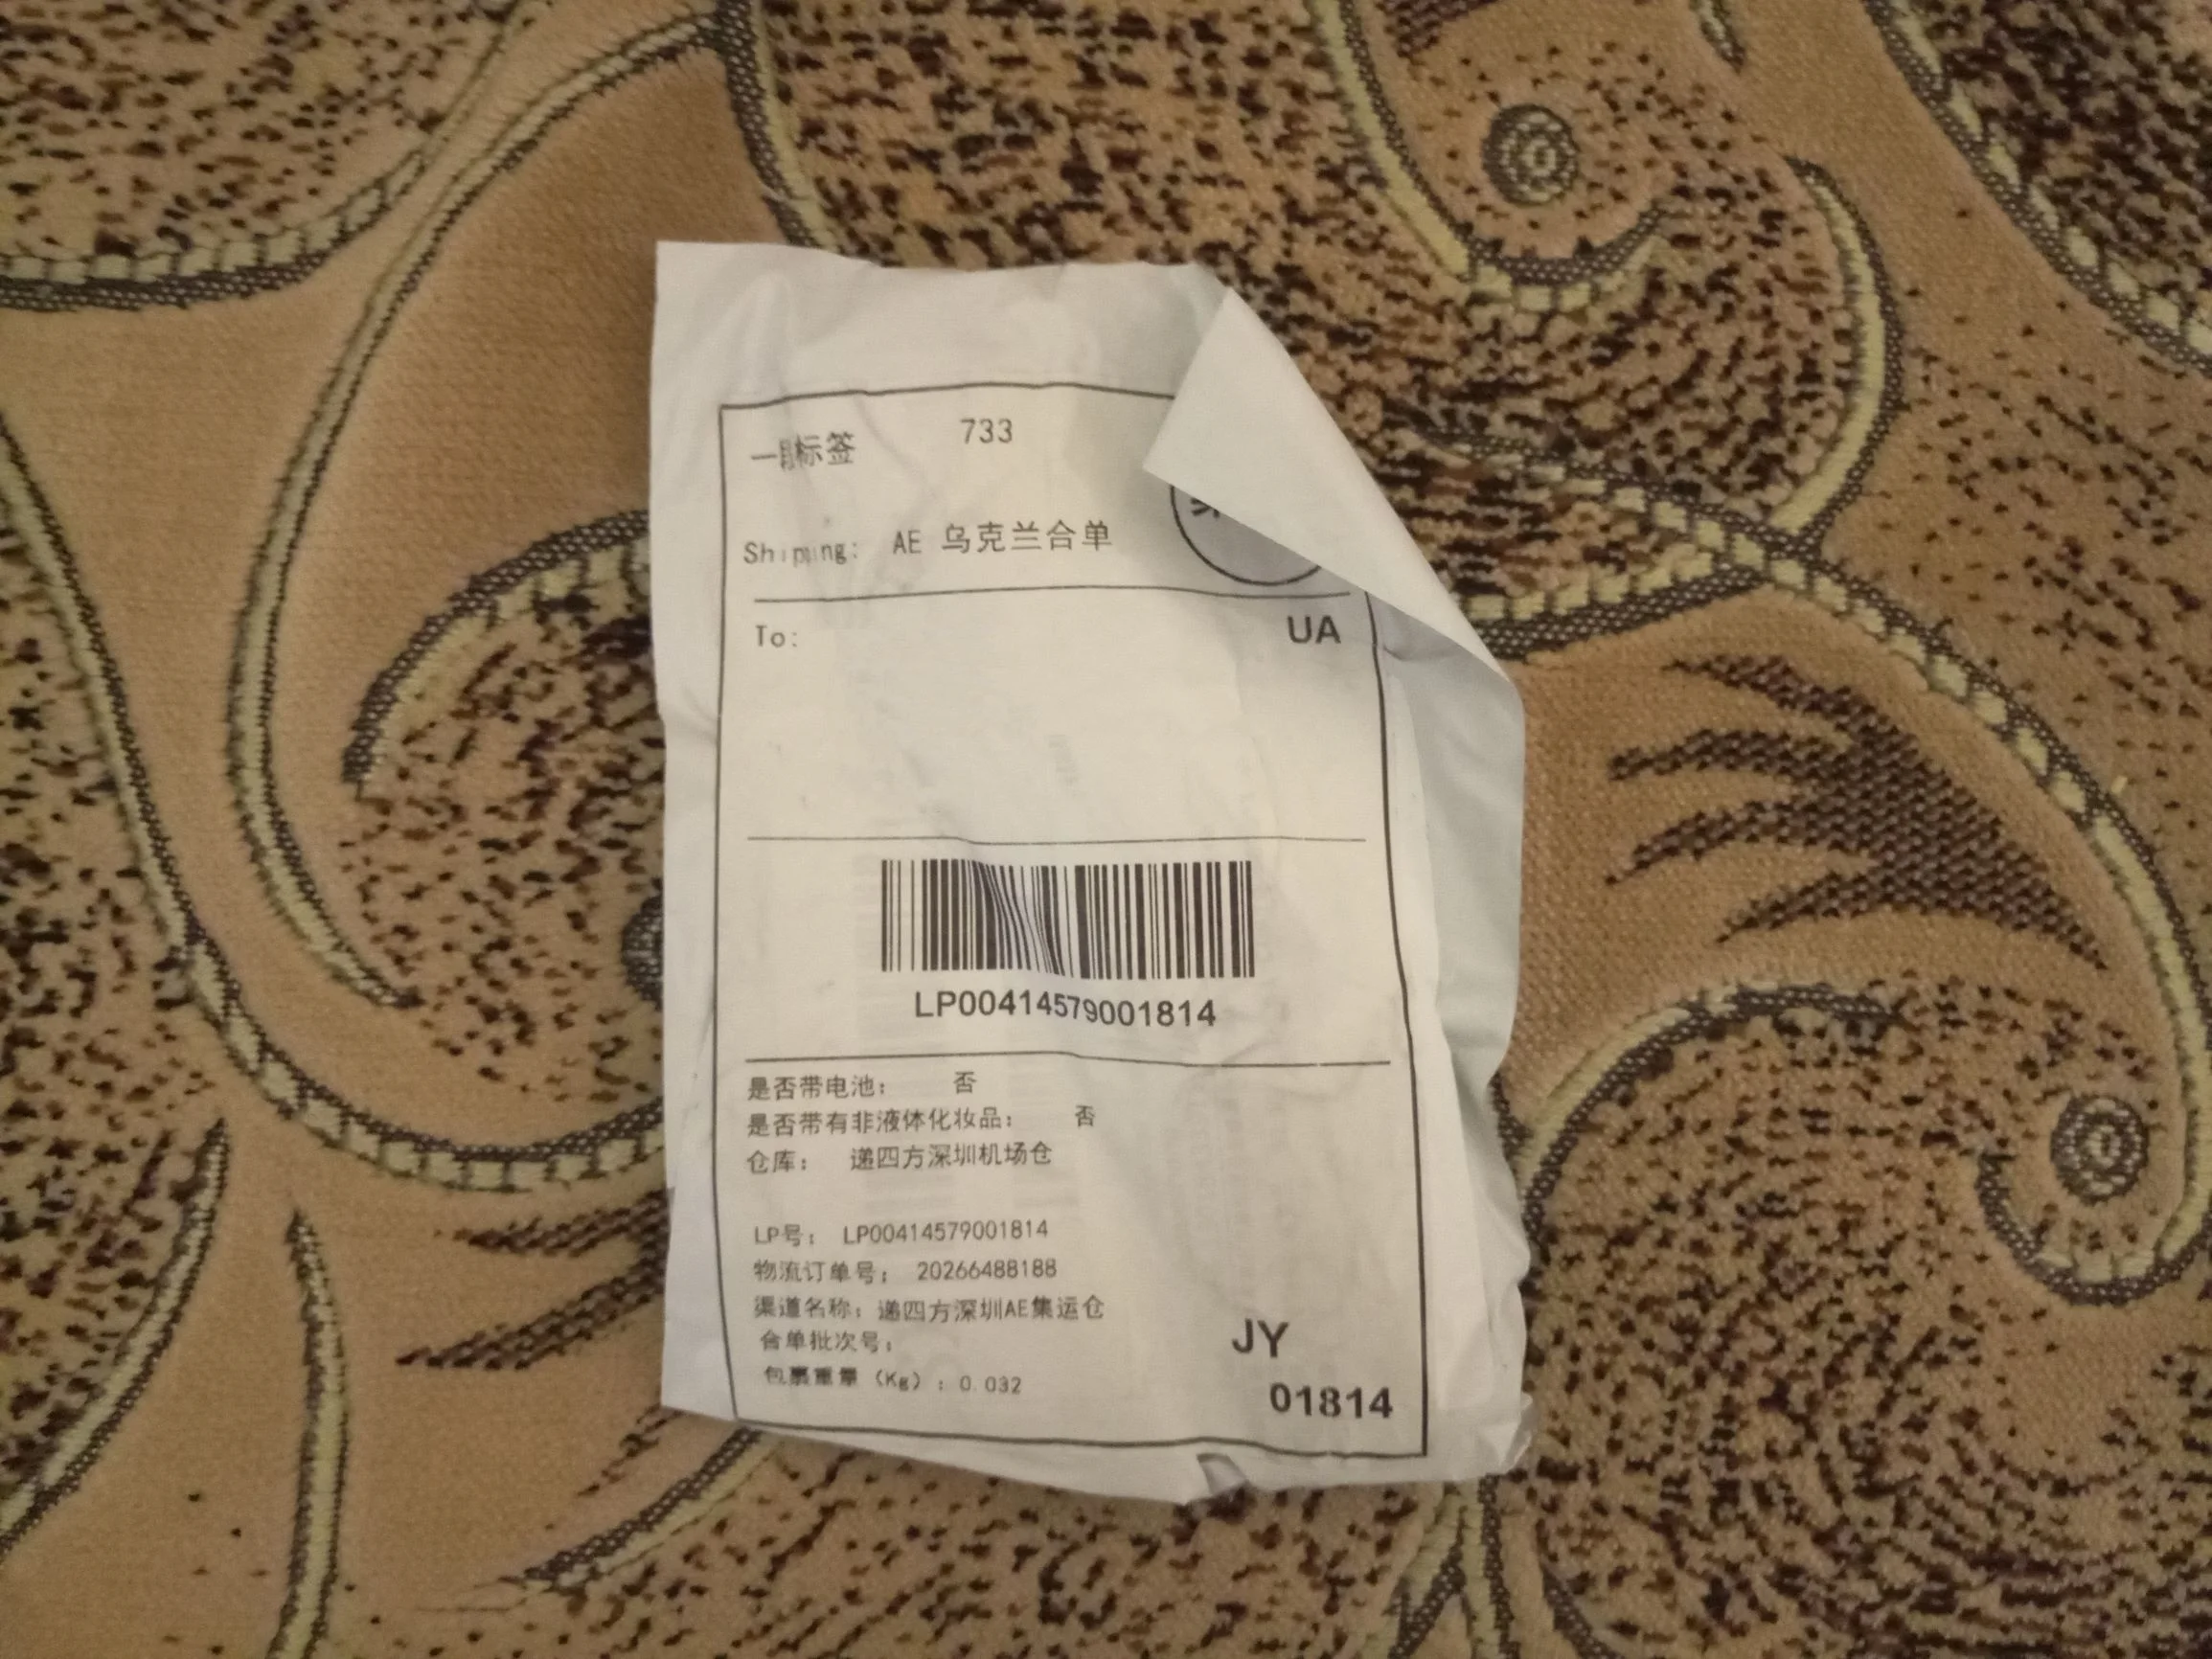 一段标签 733
Shipping: AE 乌克兰合单
To: UA
LP00414579001814
是否带电池： 否
是否带有非液体化妆品： 否
仓库： 递四方深圳机场仓
LP号： LP00414579001814
物流订单号： 20266488188
渠道名称：递四方深圳AE集运仓
合单批次号：
包裹重量（Kg）：0.032
JY
01814